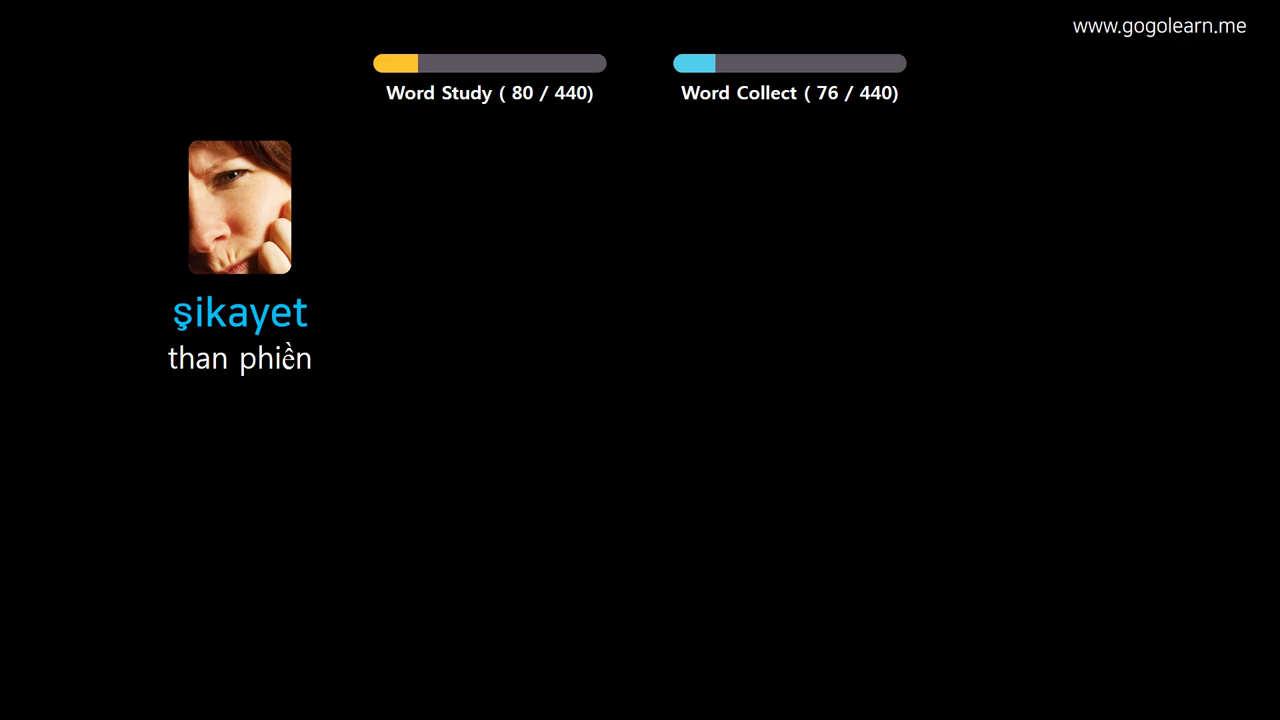 www.gogolearn.me
Word Study ( 80 / 440)
Word Collect ( 76 / 440)
şikayet
than phiền